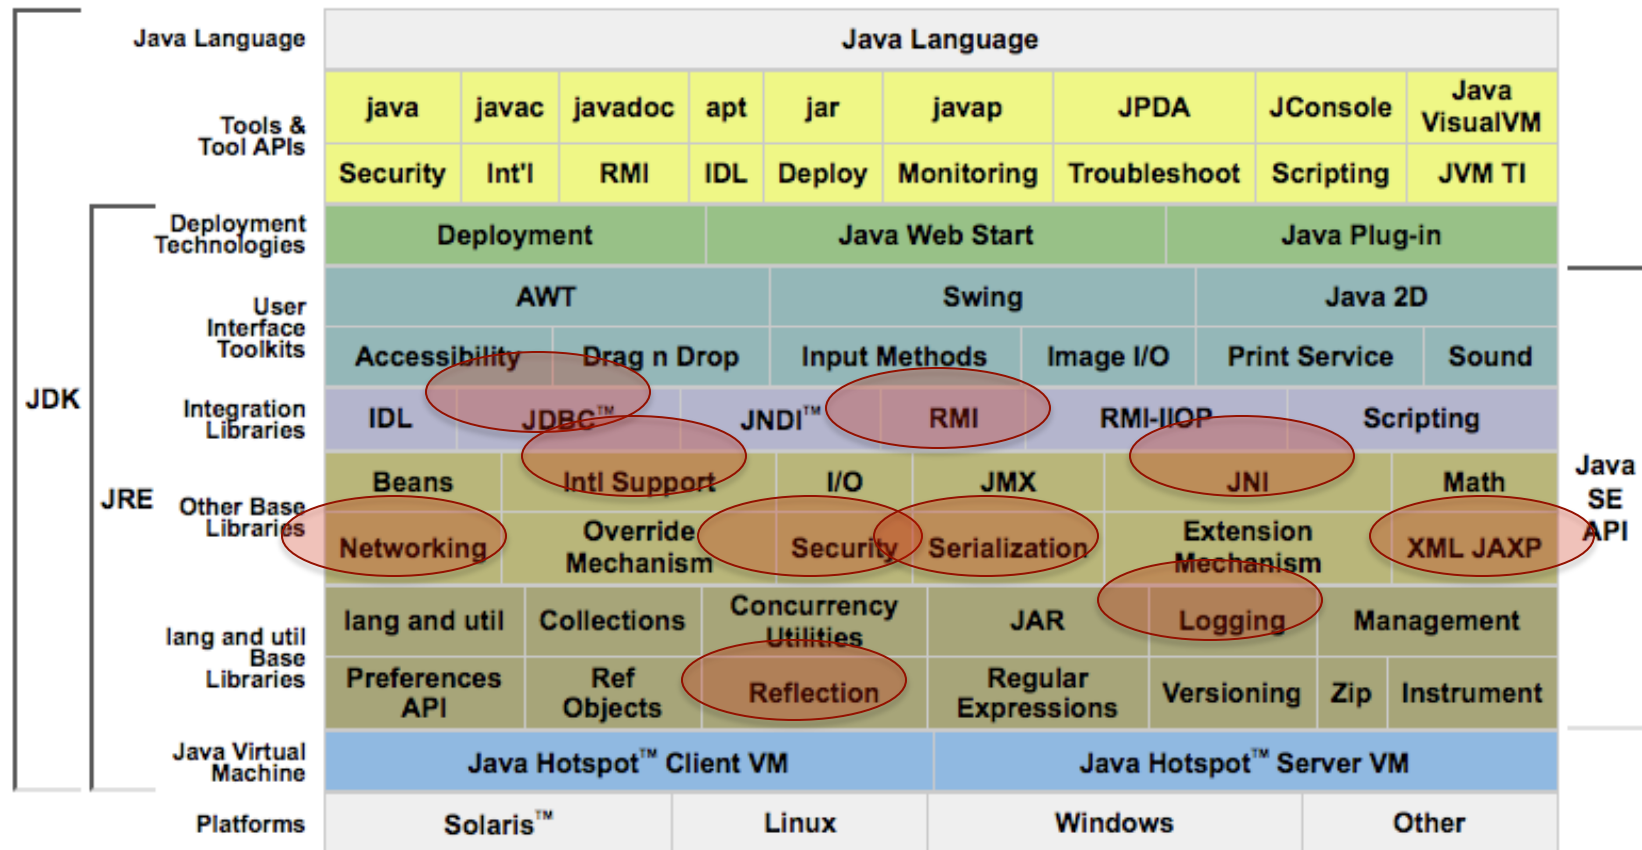 Java Language
Java Language
Tools &
Tool APIs
java javac javadoc apt jar javap JPDA JConsole Java
VisualVM
Security Int'l RMI IDL Deploy Monitoring Troubleshoot Scripting JVM TI
Deployment
Technologies
Deployment Java Web Start Java Plug-in
User
Interface
Toolkits
AWT Swing Java 2D
Accessibility Drag n Drop Input Methods Image I/O Print Service Sound
JDK
Integration
Libraries
IDL JDBC™ JNDI™ RMI RMI-IIOP Scripting
JRE
Other Base
Libraries
Beans Intl Support I/O JMX JNI Math
Networking Override
Mechanism Security Serialization Extension
Mechanism XML JAXP
Java
SE
API
lang and util
Base
Libraries
lang and util Collections Concurrency
Utilities JAR Logging Management
Preferences
API Ref
Objects Reflection Regular
Expressions Versioning Zip Instrument
Java Virtual
Machine
Java Hotspot™ Client VM Java Hotspot™ Server VM
Platforms
Solaris™ Linux Windows Other